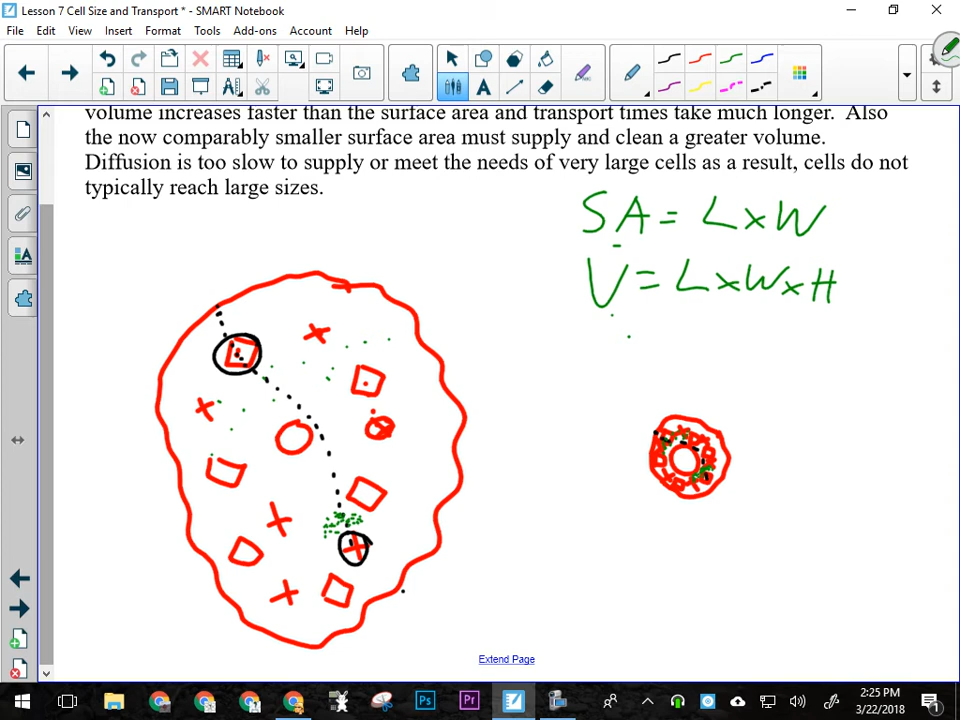 Lesson 7 Cell Size and Transport * - SMART Notebook
File Edit View Insert Format Tools Add-ons Account Help
volume increases faster than the surface area and transport times take much longer.  Also
the now comparably smaller surface area must supply and clean a greater volume.
Diffusion is too slow to supply or meet the needs of very large cells as a result, cells do not
typically reach large sizes.
SA = L x W
V = L x W x H
Extend Page
2:25 PM
3/22/2018